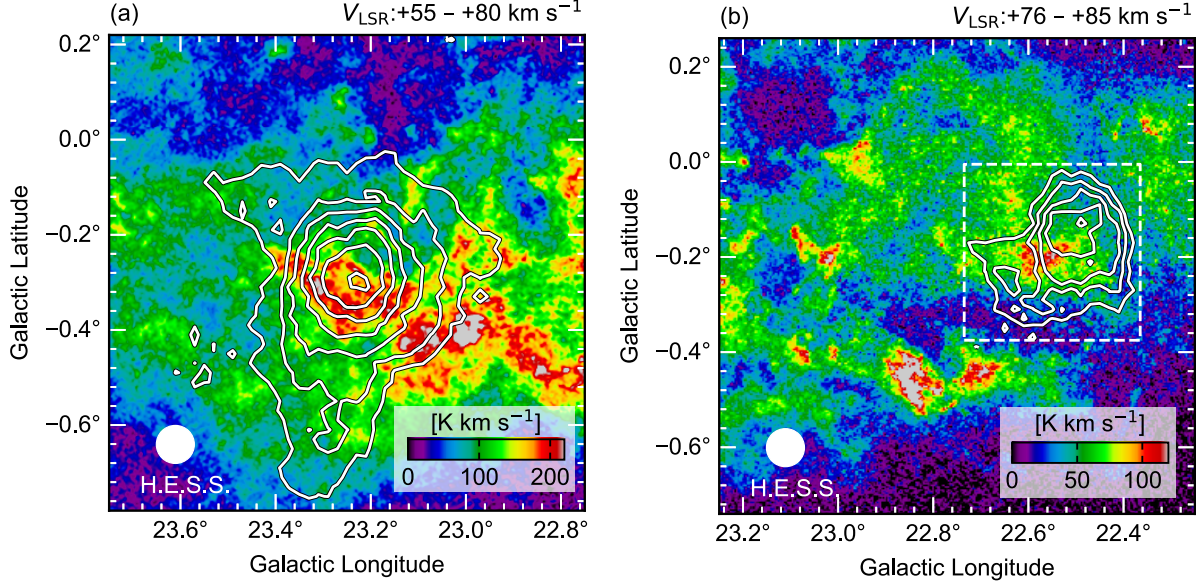 (a)
V_LSR:+55 – +80 km s⁻¹
0.2°
0.0°
−0.2°
−0.4°
−0.6°
Galactic Latitude
[K km s⁻¹]
0 100 200
H.E.S.S.
23.6° 23.4° 23.2° 23.0° 22.8°
Galactic Longitude
(b)
V_LSR:+76 – +85 km s⁻¹
0.2°
0.0°
−0.2°
−0.4°
−0.6°
Galactic Latitude
[K km s⁻¹]
0 50 100
H.E.S.S.
23.2° 23.0° 22.8° 22.6° 22.4°
Galactic Longitude